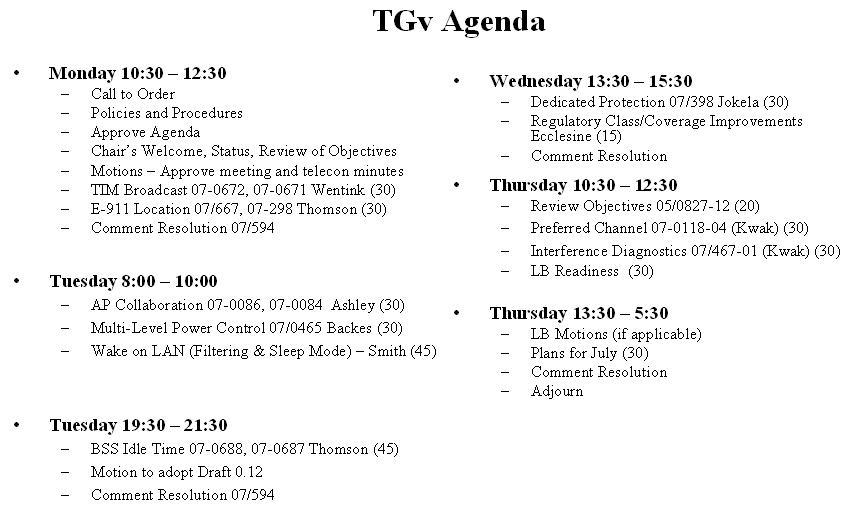 TGv Agenda
• Monday 10:30 – 12:30
– Call to Order
– Policies and Procedures
– Approve Agenda
– Chair's Welcome, Status, Review of Objectives
– Motions – Approve meeting and telecon minutes
– TIM Broadcast 07-0672, 07-0671 Wentink (30)
– E-911 Location 07/667, 07-298 Thomson (30)
– Comment Resolution 07/594
• Tuesday 8:00 – 10:00
– AP Collaboration 07-0086, 07-0084 Ashley (30)
– Multi-Level Power Control 07/0465 Backes (30)
– Wake on LAN (Filtering & Sleep Mode) – Smith (45)
• Tuesday 19:30 – 21:30
– BSS Idle Time 07-0688, 07-0687 Thomson (45)
– Motion to adopt Draft 0.12
– Comment Resolution 07/594
• Wednesday 13:30 – 15:30
– Dedicated Protection 07/398 Jokela (30)
– Regulatory Class/Coverage Improvements
Ecclesine (15)
– Comment Resolution
• Thursday 10:30 – 12:30
– Review Objectives 05/0827-12 (20)
– Preferred Channel 07-0118-04 (Kwak) (30)
– Interference Diagnostics 07/467-01 (Kwak) (30)
– LB Readiness (30)
• Thursday 13:30 – 5:30
– LB Motions (if applicable)
– Plans for July (30)
– Comment Resolution
– Adjourn